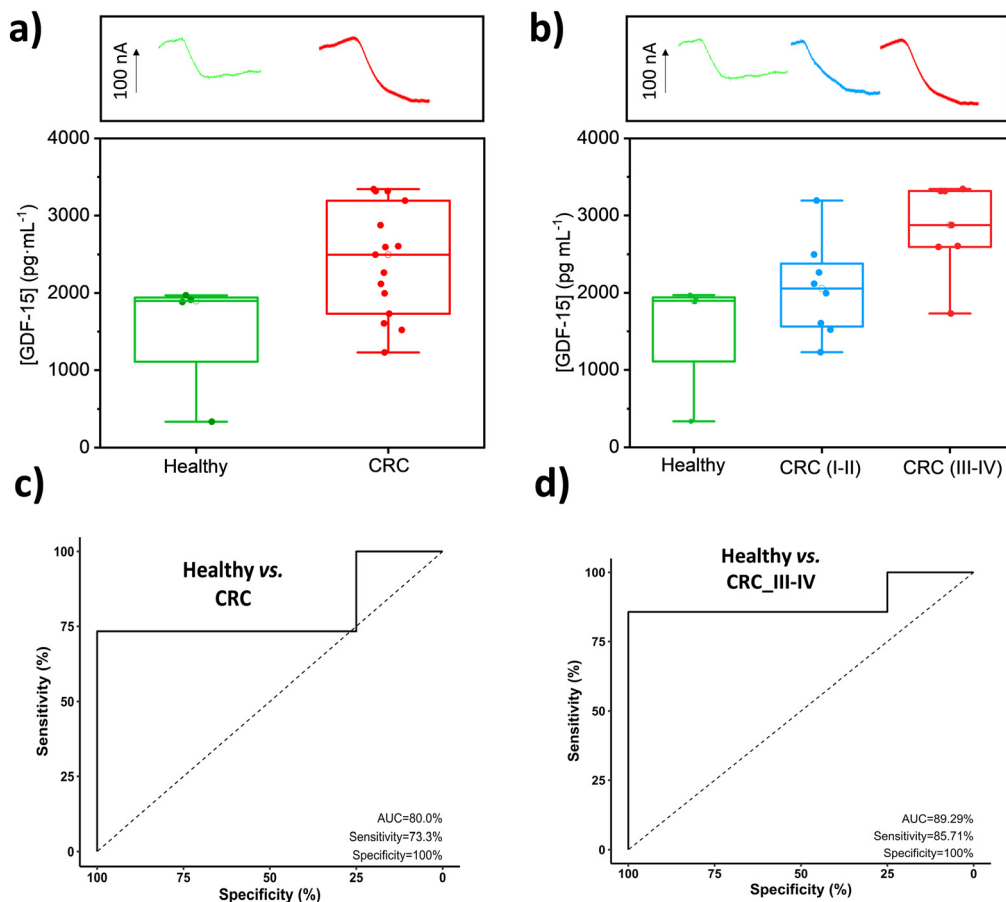 a)
100 nA
4000
3000
2000
1000
0
[GDF-15] (pg·mL⁻¹)
Healthy
CRC
b)
100 nA
4000
3000
2000
1000
0
[GDF-15] (pg mL⁻¹)
Healthy
CRC (I-II)
CRC (III-IV)
c)
Healthy vs.
CRC
100
75
50
25
0
Sensitivity (%)
AUC=80.0%
Sensitivity=73.3%
Specificity=100%
100
75
50
25
0
Specificity (%)
d)
Healthy vs.
CRC_III-IV
100
75
50
25
0
Sensitivity (%)
AUC=89.29%
Sensitivity=85.71%
Specificity=100%
100
75
50
25
0
Specificity (%)